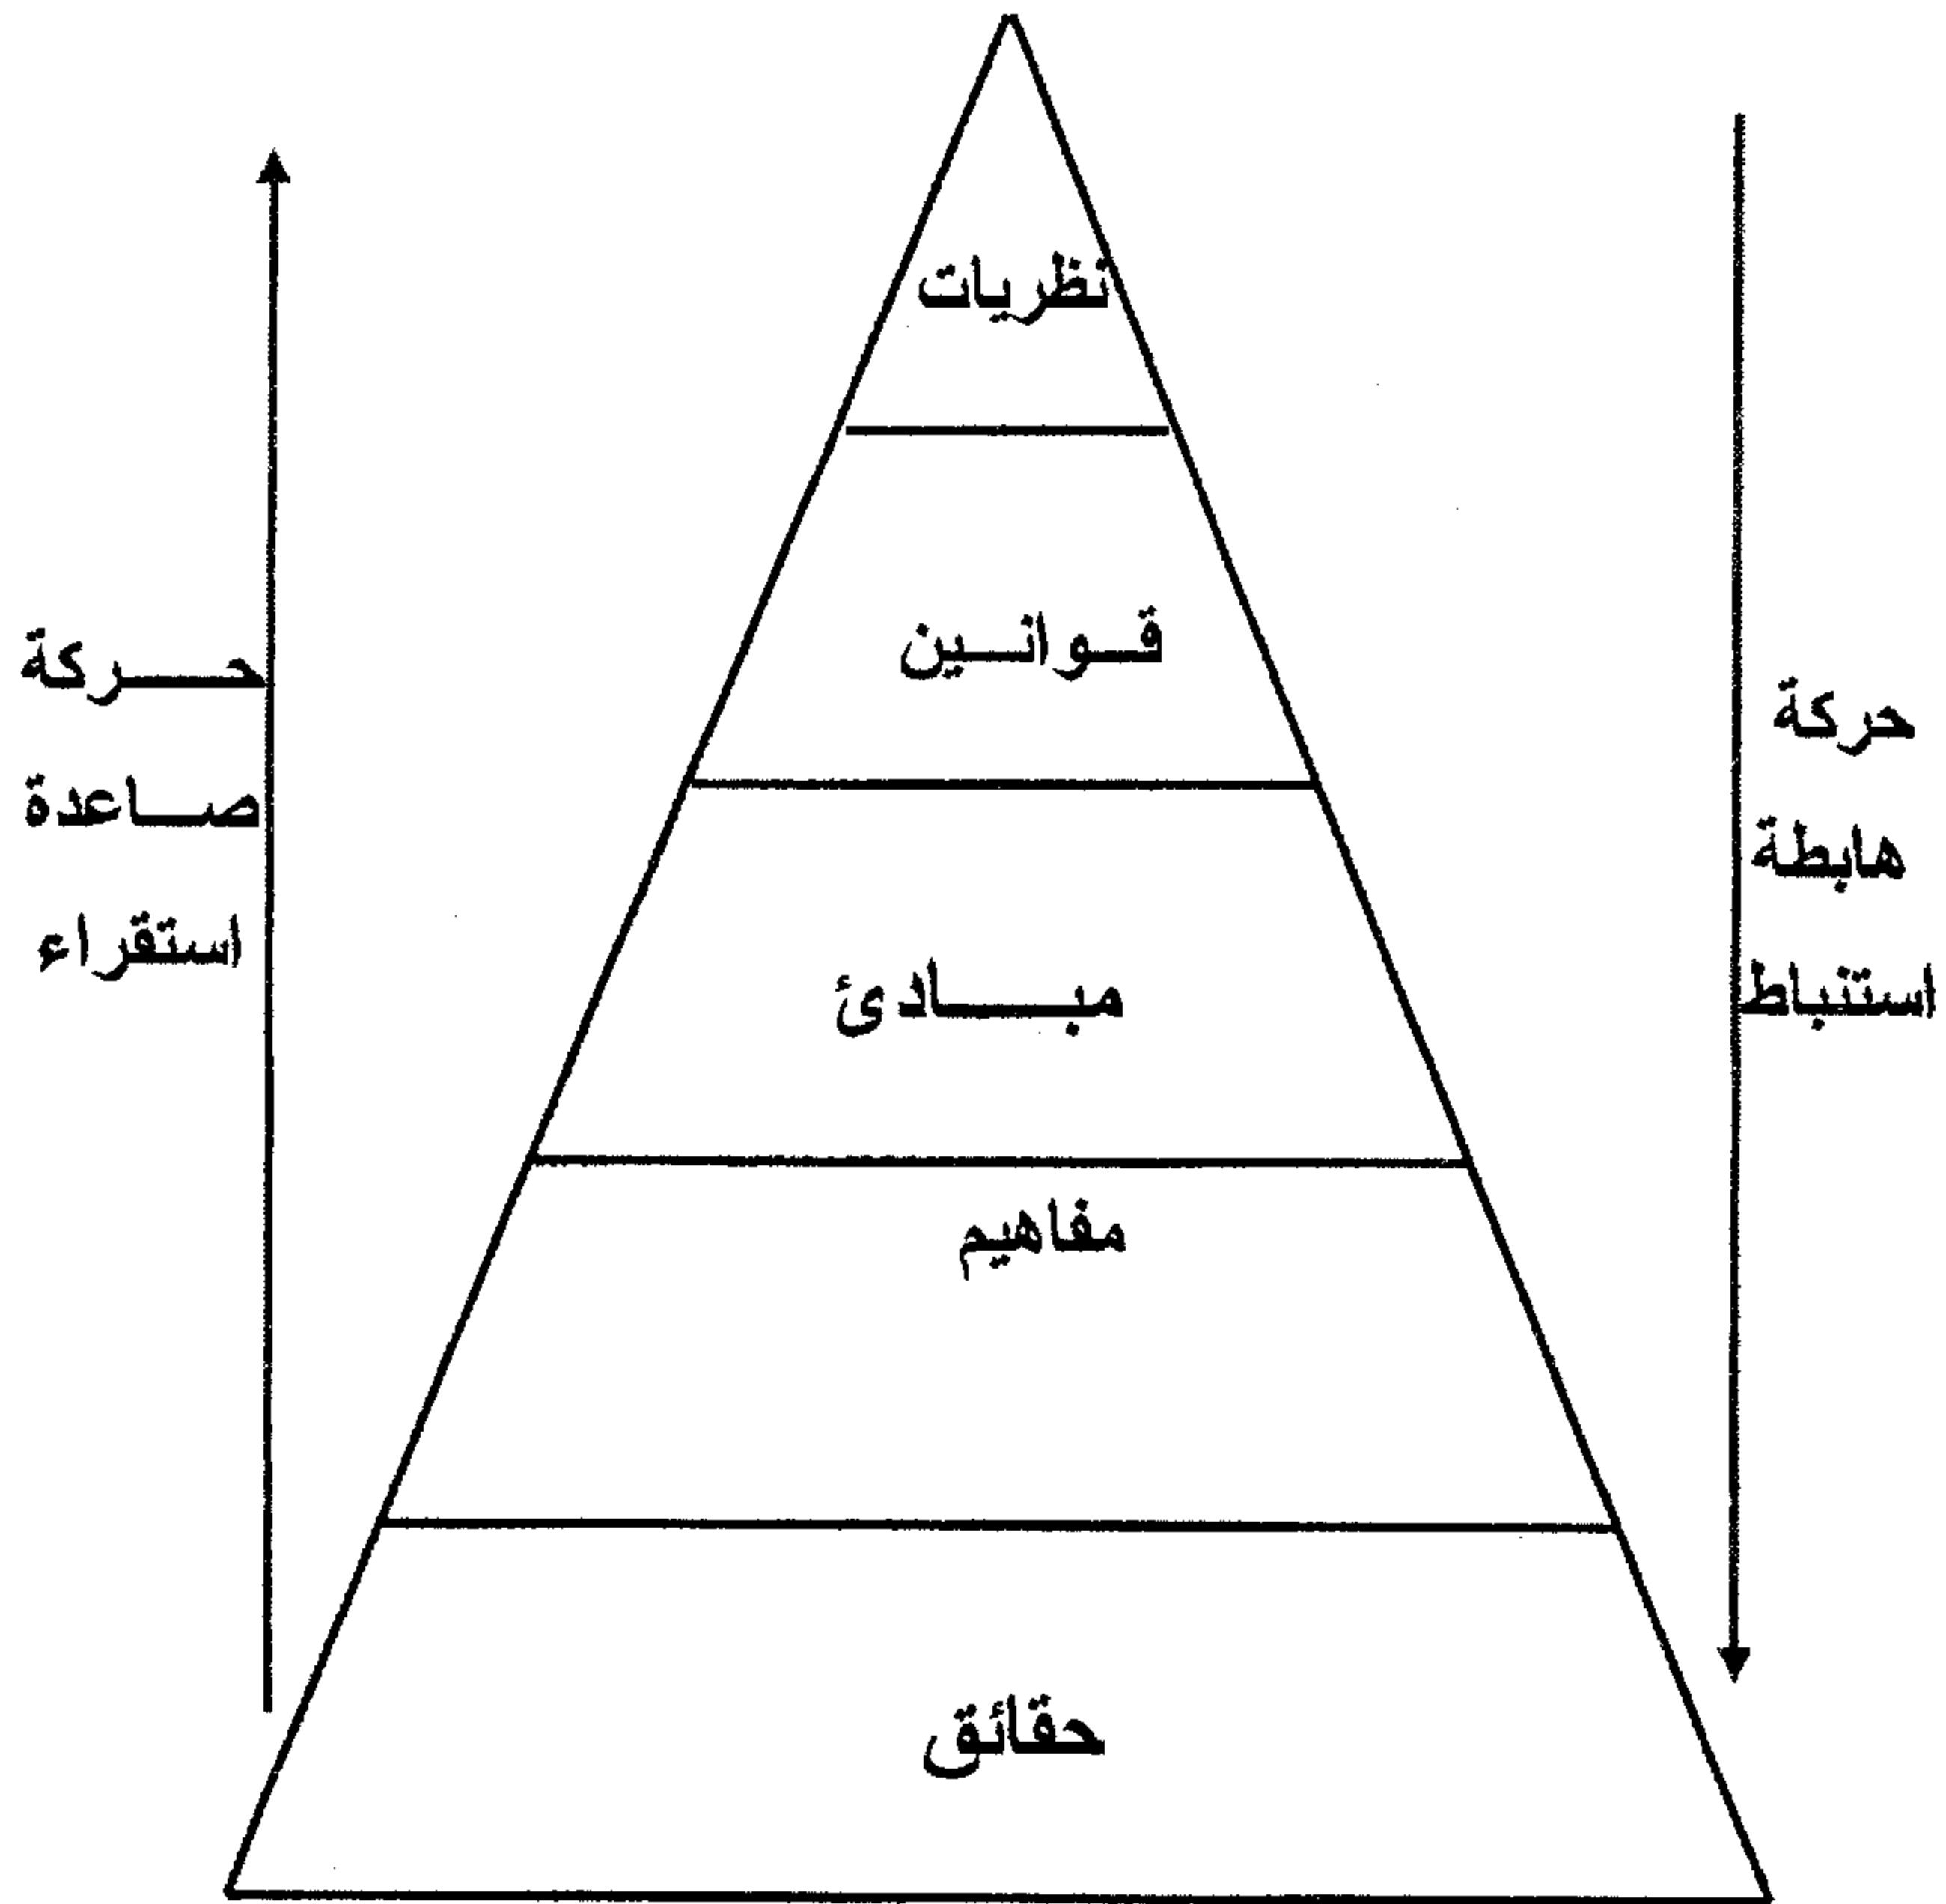 نظريات
قوانين
مبادئ
مفاهيم
حقائق
حركة
هابطة
استنباط
حركة
صاعدة
استقراء